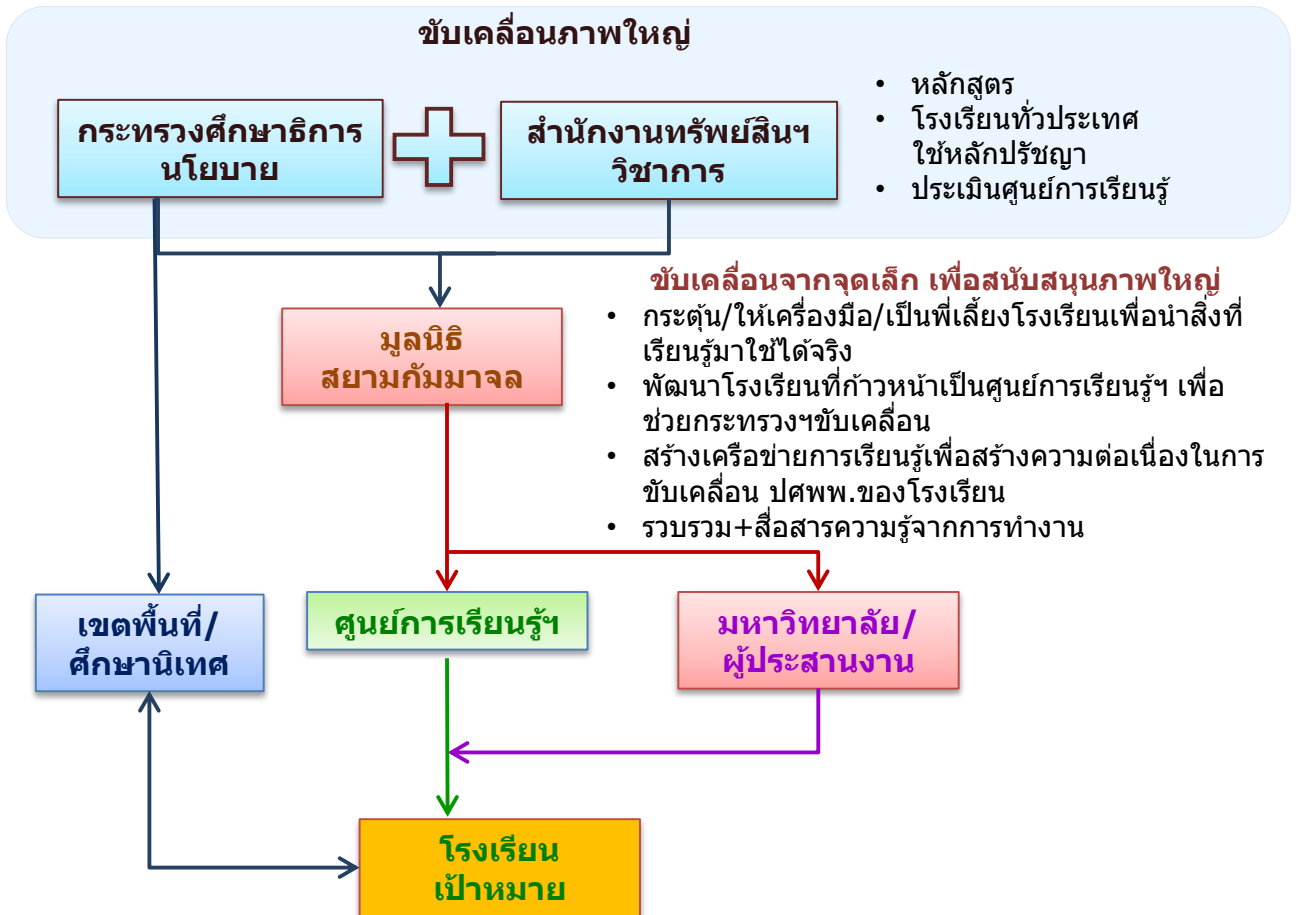 ขับเคลื่อนภาพใหญ่
กระทรวงศึกษาธิการ
นโยบาย
สำนักงานทรัพย์สินฯ
วิชาการ
• หลักสูตร
• โรงเรียนทั่วประเทศ
ใช้หลักปรัชญา
• ประเมินศูนย์การเรียนรู้
ขับเคลื่อนจากจุดเล็ก เพื่อสนับสนุนภาพใหญ่
• กระตุ้น/ให้เครื่องมือ/เป็นพี่เลี้ยงโรงเรียนเพื่อนำสิ่งที่
เรียนรู้มาใช้ได้จริง
• พัฒนาโรงเรียนที่ก้าวหน้าเป็นศูนย์การเรียนรู้ฯ เพื่อ
ช่วยกระทรวงฯขับเคลื่อน
• สร้างเครือข่ายการเรียนรู้เพื่อสร้างความต่อเนื่องในการ
ขับเคลื่อน ปศพพ.ของโรงเรียน
• รวบรวม+สื่อสารความรู้จากการทำงาน
มูลนิธิ
สยามกัมมาจล
เขตพื้นที่/
ศึกษานิเทศ
ศูนย์การเรียนรู้ฯ
มหาวิทยาลัย/
ผู้ประสานงาน
โรงเรียน
เป้าหมาย